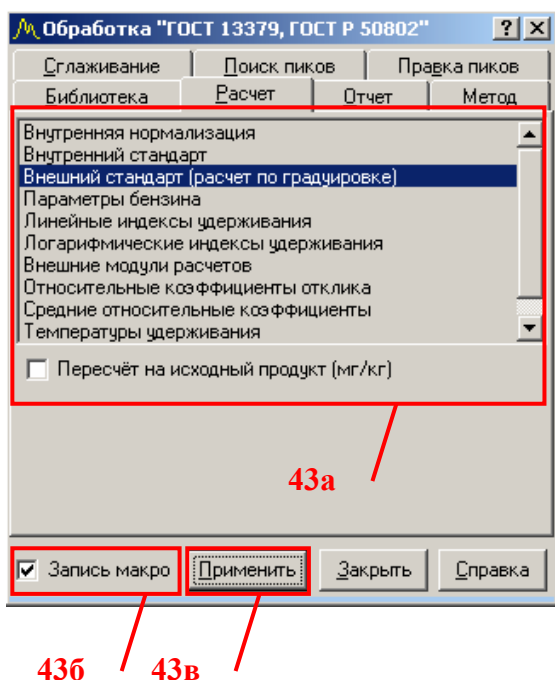 Обработка "ГОСТ 13379, ГОСТ Р 50802"
Сглаживание Поиск пиков Правка пиков
Библиотека Расчет Отчет Метод
Внутренняя нормализация
Внутренний стандарт
Внешний стандарт (расчет по градуировке)
Параметры бензина
Линейные индексы удерживания
Логарифмические индексы удерживания
Внешние модули расчетов
Относительные коэффициенты отклика
Средние относительные коэффициенты
Температуры удерживания
Пересчёт на исходный продукт (мг/кг)
43а
Запись макро Применить Закрыть Справка
43б 43в